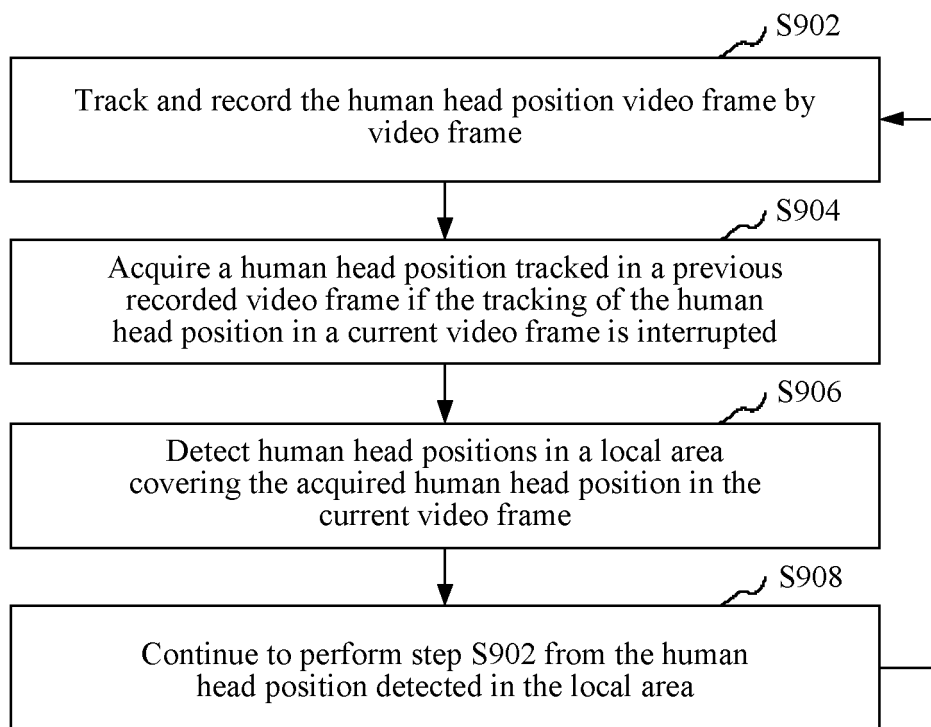 S902
Track and record the human head position video frame by
video frame
S904
Acquire a human head position tracked in a previous
recorded video frame if the tracking of the human
head position in a current video frame is interrupted
S906
Detect human head positions in a local area
covering the acquired human head position in the
current video frame
S908
Continue to perform step S902 from the human
head position detected in the local area